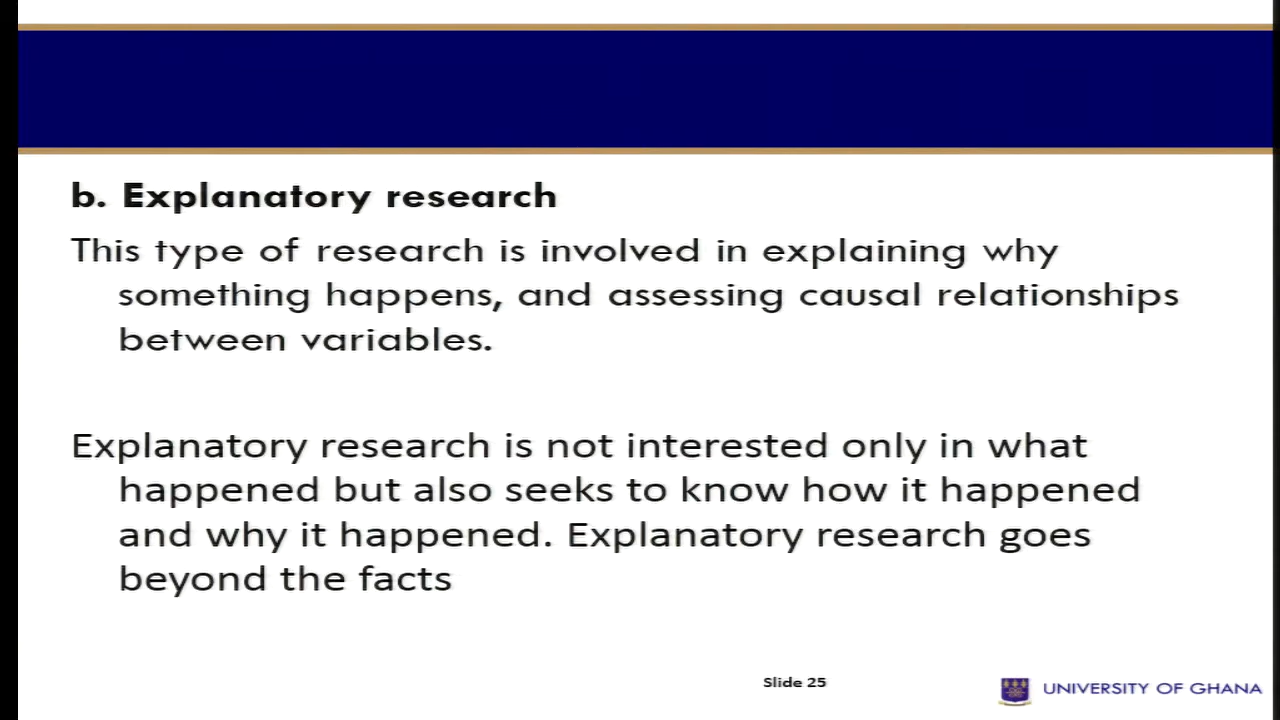 b. Explanatory research
This type of research is involved in explaining why
something happens, and assessing causal relationships
between variables.
Explanatory research is not interested only in what
happened but also seeks to know how it happened
and why it happened. Explanatory research goes
beyond the facts
Slide 25
UNIVERSITY OF GHANA